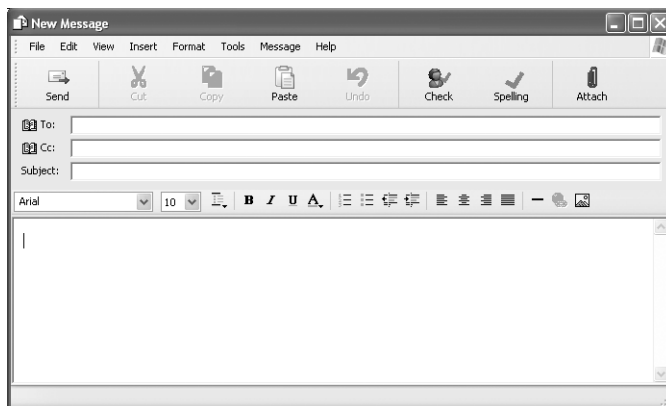 New Message
File Edit View Insert Format Tools Message Help
Send Cut Copy Paste Undo Check Spelling Attach
To:
Cc:
Subject:
Arial 10 B I U A